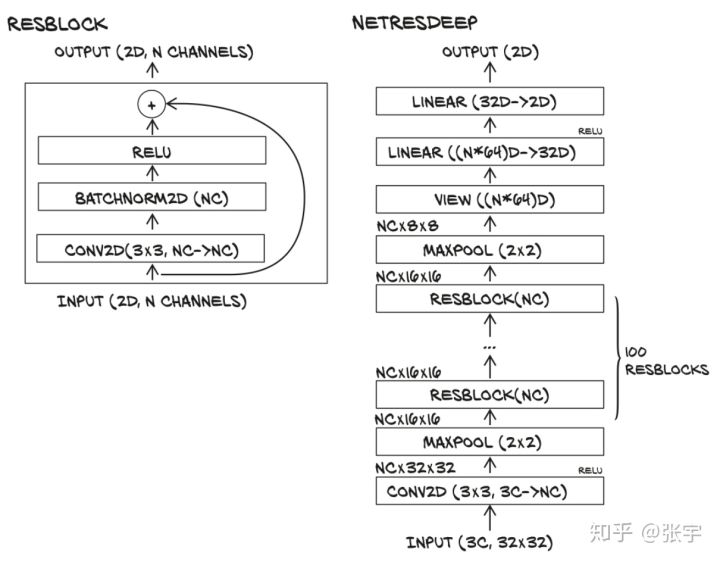 RESBLOCK
OUTPUT (2D, N CHANNELS)
+
RELU
BATCHNORM2D (NC)
CONV2D(3X3, NC->NC)
INPUT (2D, N CHANNELS)
NETRESDEEP
OUTPUT (2D)
LINEAR (32D->2D)
RELU
LINEAR ((N*64)D->32D)
VIEW ((N*64)D)
NCX8X8
MAXPOOL (2X2)
NCX16X16
RESBLOCK(NC)
...
100
RESBLOCKS
NCX16X16
RESBLOCK(NC)
NCX16X16
MAXPOOL (2X2)
NCX32X32
RELU
CONV2D (3X3, 3C->NC)
INPUT (3C, 32X32)
知乎 @张宇